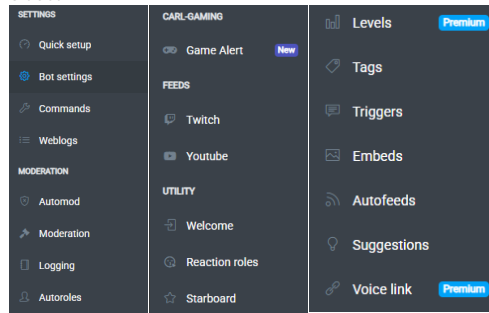 SETTINGS
Quick setup
Bot settings
Commands
Weblogs
MODERATION
Automod
Moderation
Logging
Autoroles
CARL-GAMING
Game Alert New
FEEDS
Twitch
Youtube
UTILITY
Welcome
Reaction roles
Starboard
Levels Premium
Tags
Triggers
Embeds
Autofeeds
Suggestions
Voice link Premium